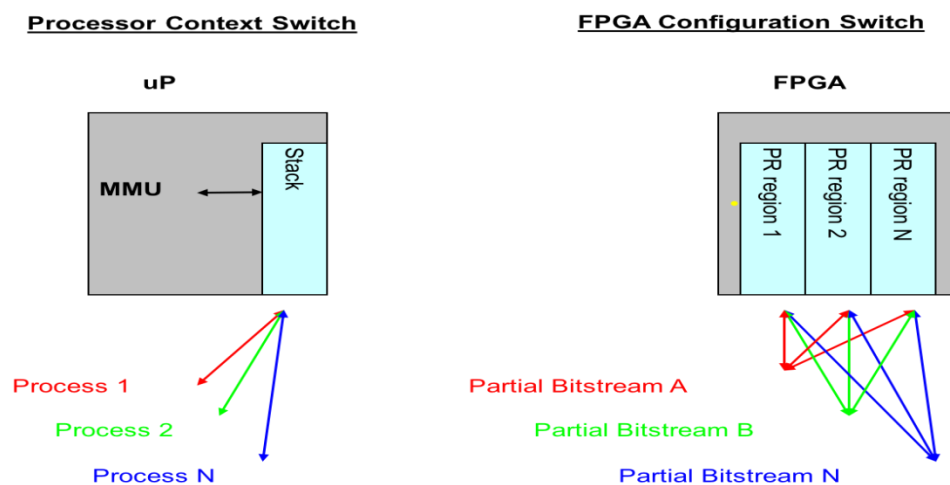 Processor Context Switch
uP
MMU
Stack
Process 1
Process 2
Process N
FPGA Configuration Switch
FPGA
PR region 1
PR region 2
PR region N
Partial Bitstream A
Partial Bitstream B
Partial Bitstream N